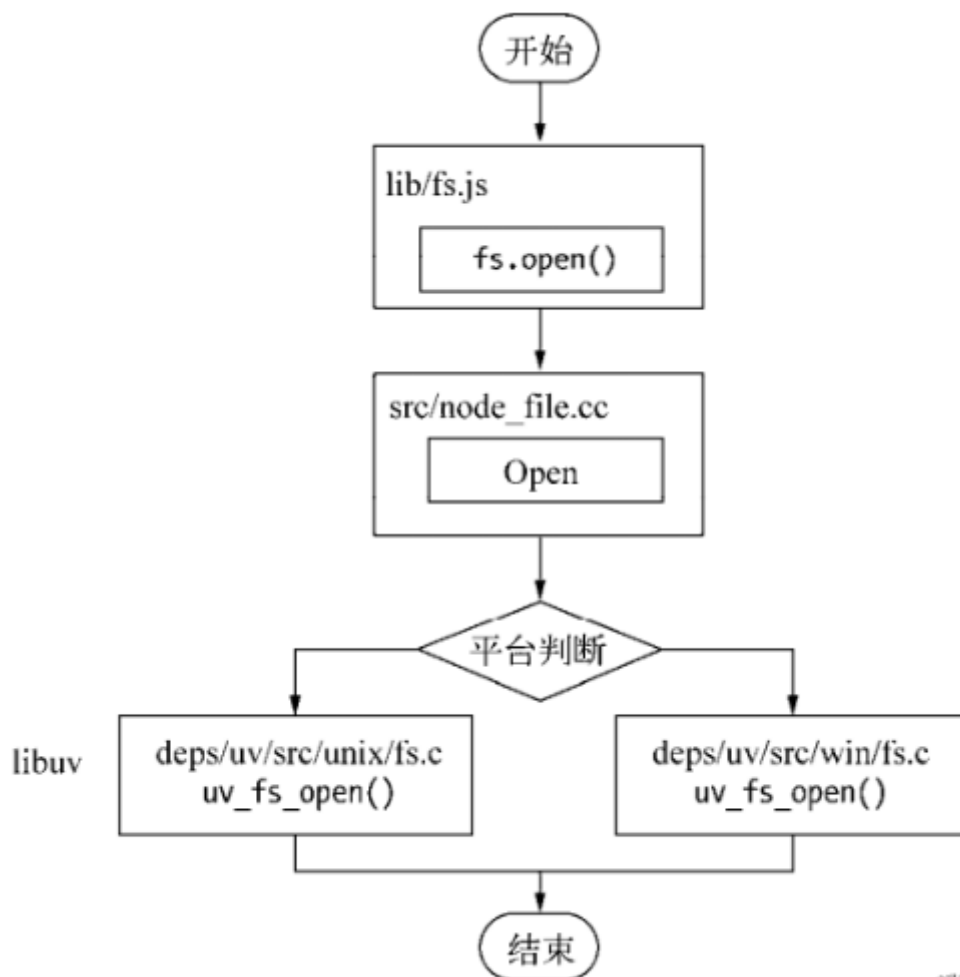 开始
lib/fs.js
fs.open()
src/node_file.cc
Open
平台判断
libuv
deps/uv/src/unix/fs.c
uv_fs_open()
deps/uv/src/win/fs.c
uv_fs_open()
结束